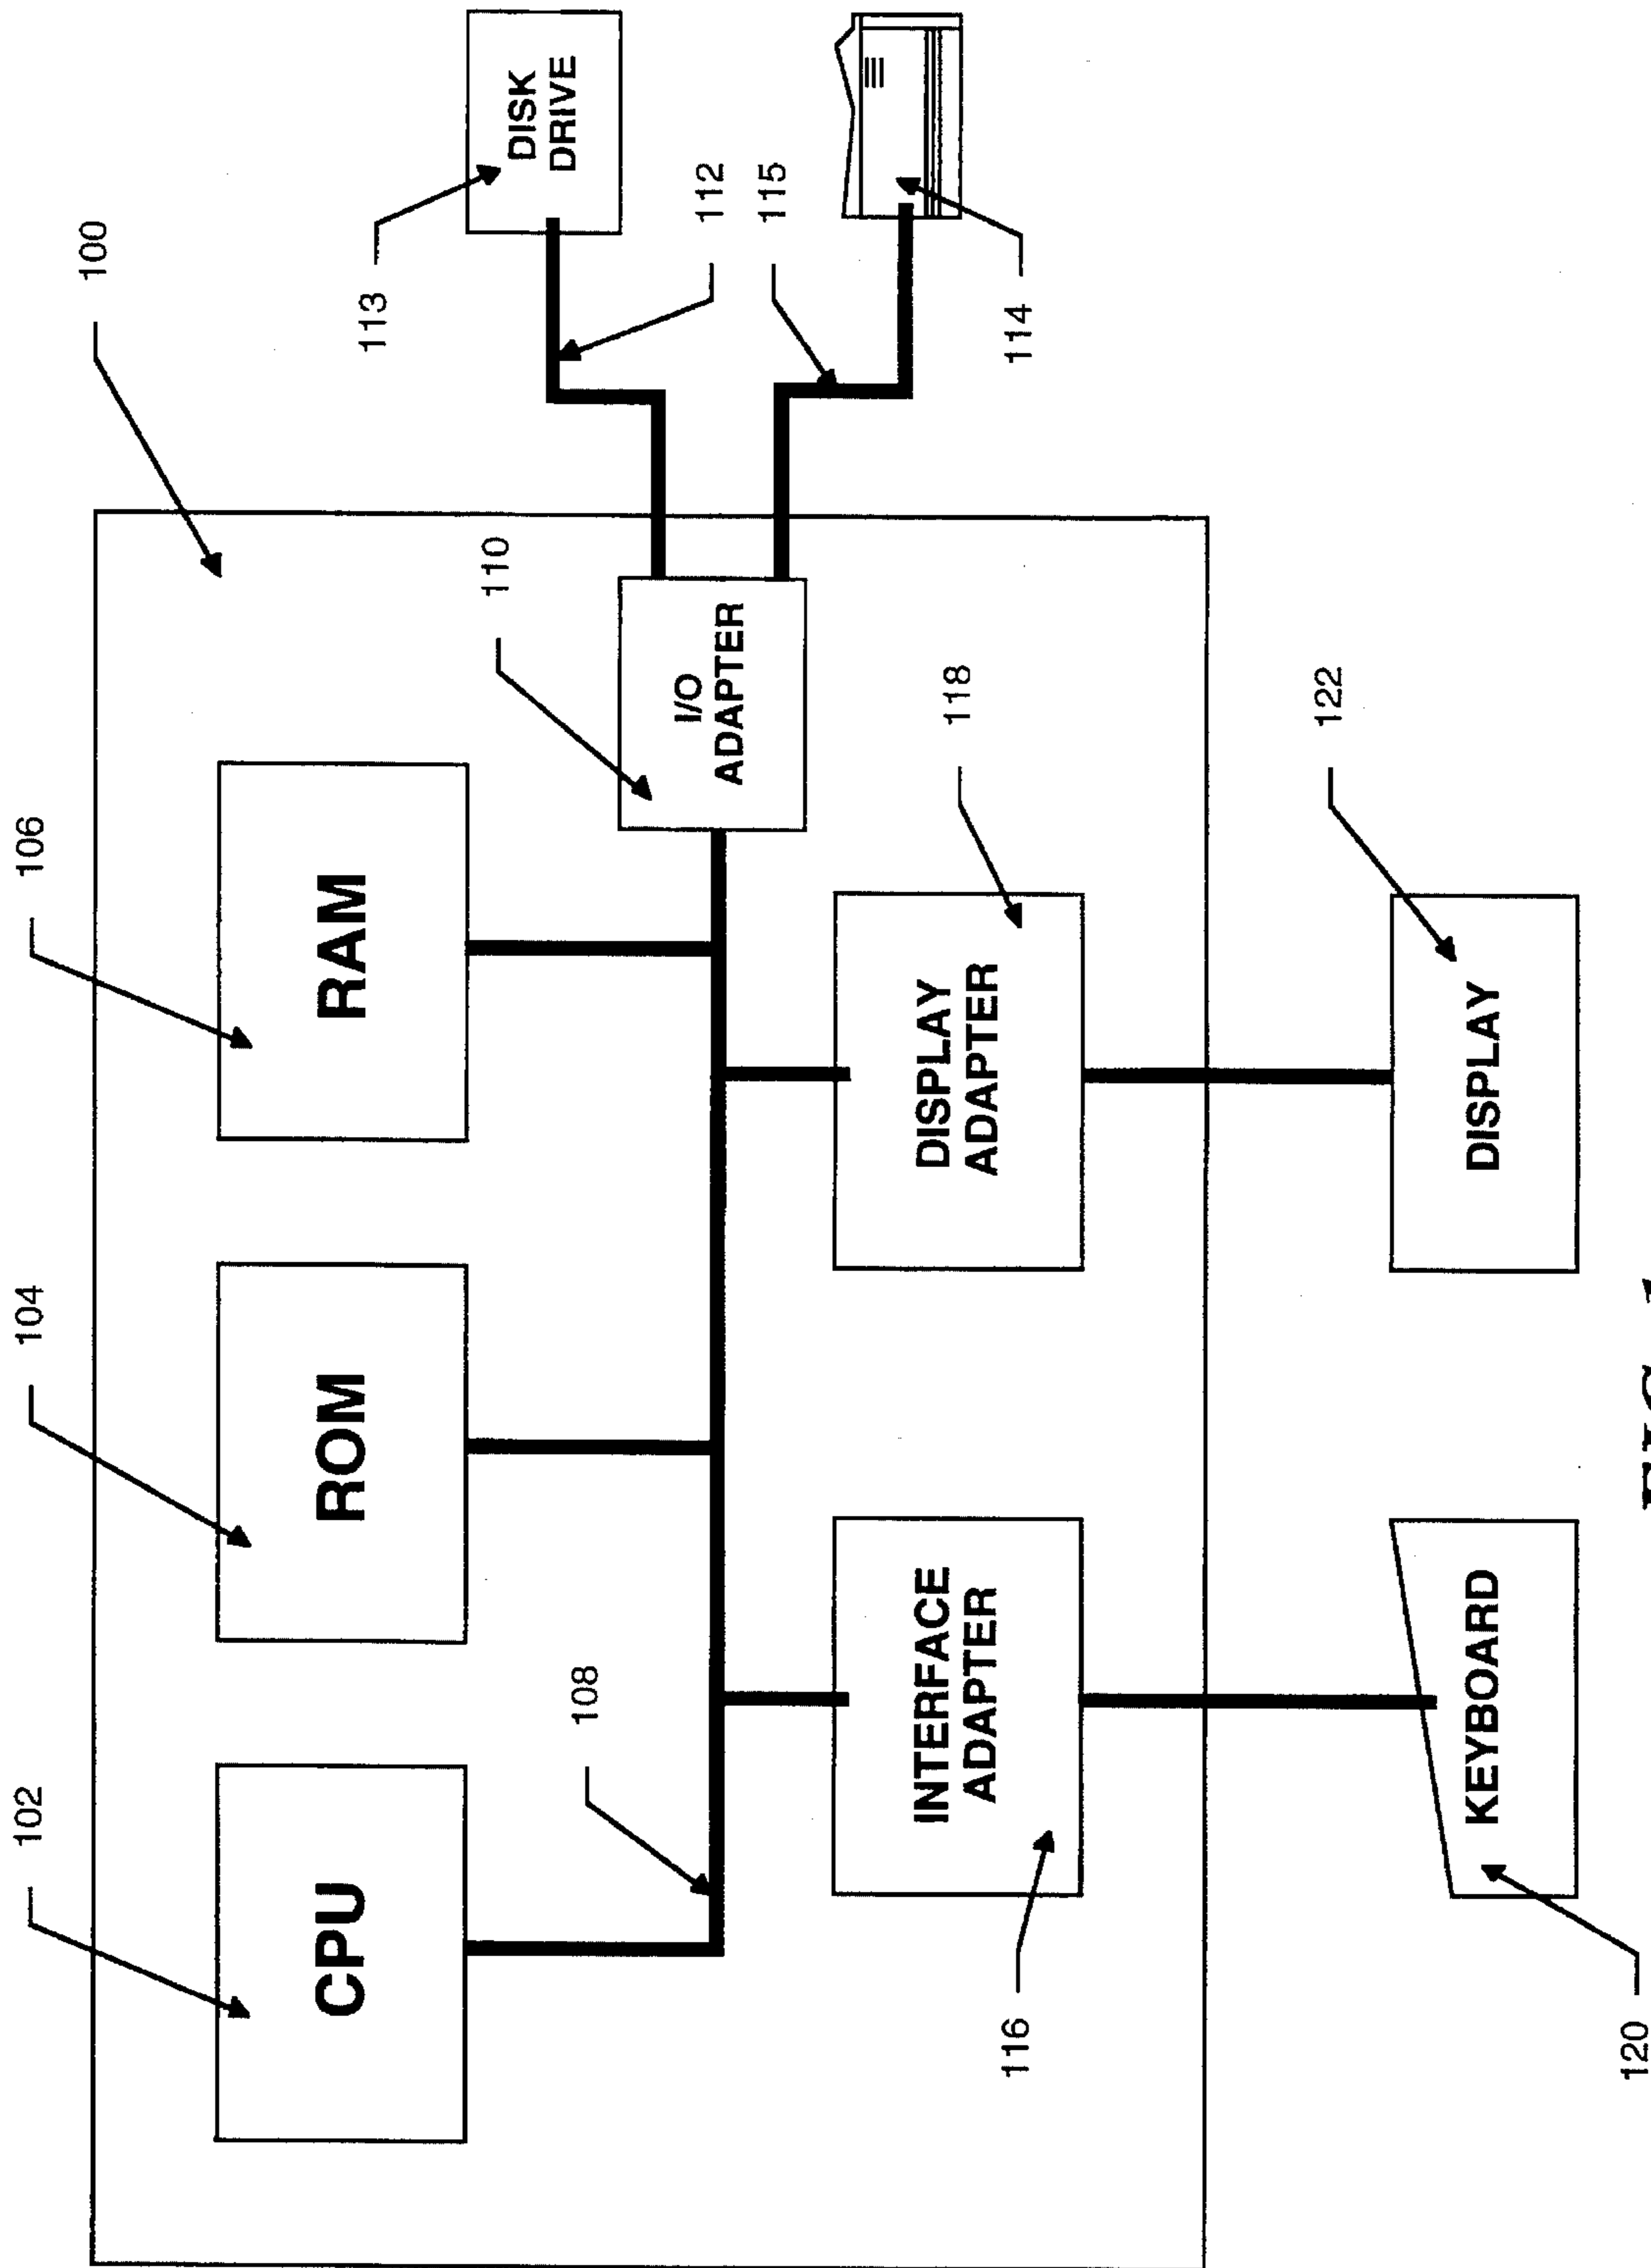 102
104
106
100
CPU
ROM
RAM
113
110
DISK
DRIVE
108
I/O
ADAPTER
112
115
INTERFACE
ADAPTER
DISPLAY
ADAPTER
118
116
114
122
KEYBOARD
DISPLAY
120